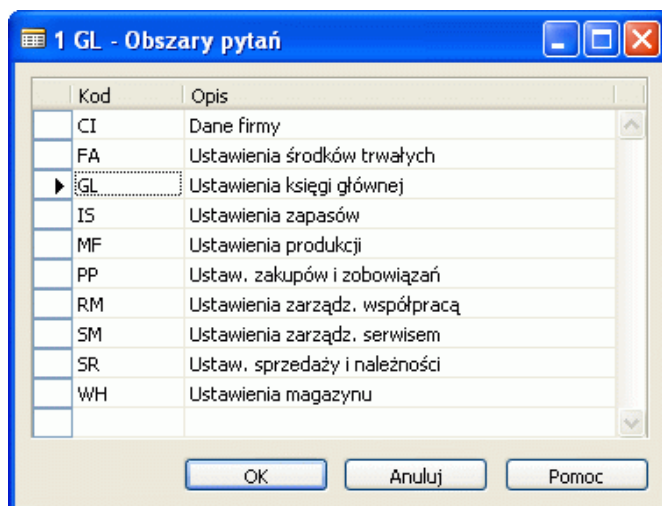 1 GL - Obszary pytań
Kod Opis
CI Dane firmy
FA Ustawienia środków trwałych
GL Ustawienia księgi głównej
IS Ustawienia zapasów
MF Ustawienia produkcji
PP Ustaw. zakupów i zobowiązań
RM Ustawienia zarządz. współpracą
SM Ustawienia zarządz. serwisem
SR Ustaw. sprzedaży i należności
WH Ustawienia magazynu
OK Anuluj Pomoc